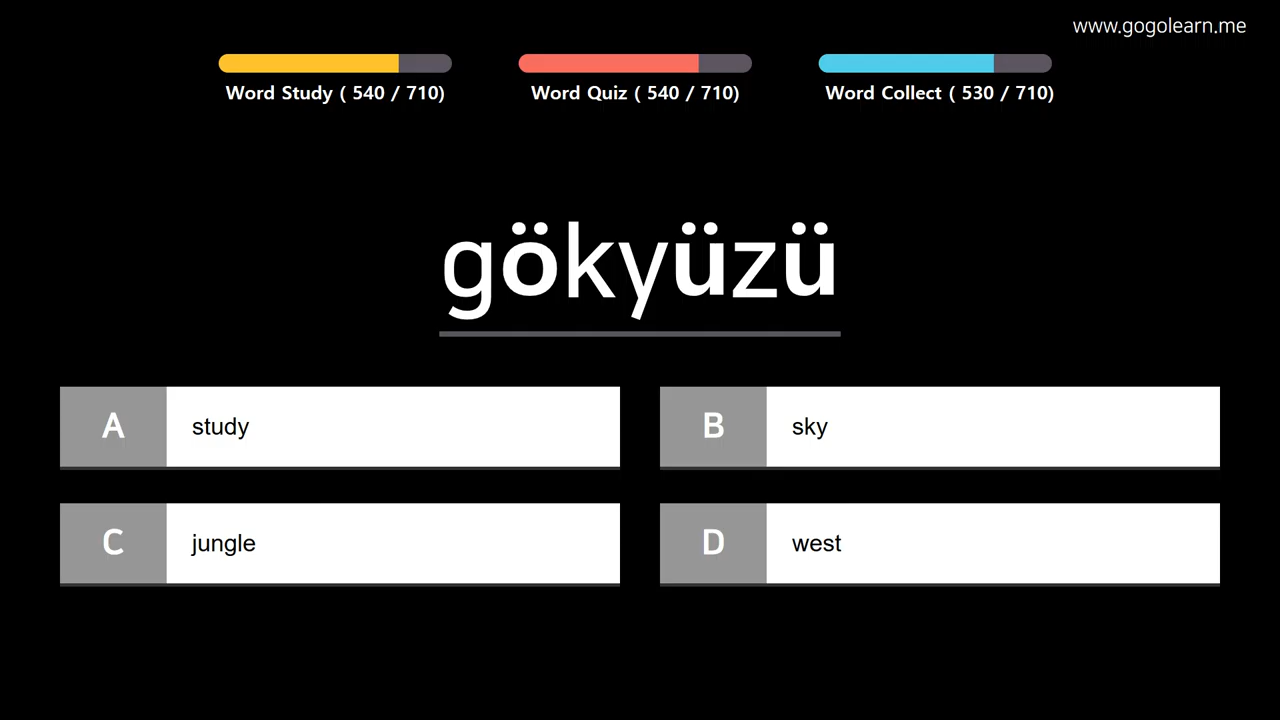 www.gogolearn.me
Word Study ( 540 / 710)
Word Quiz ( 540 / 710)
Word Collect ( 530 / 710)
gökyüzü
A study
B sky
C jungle
D west